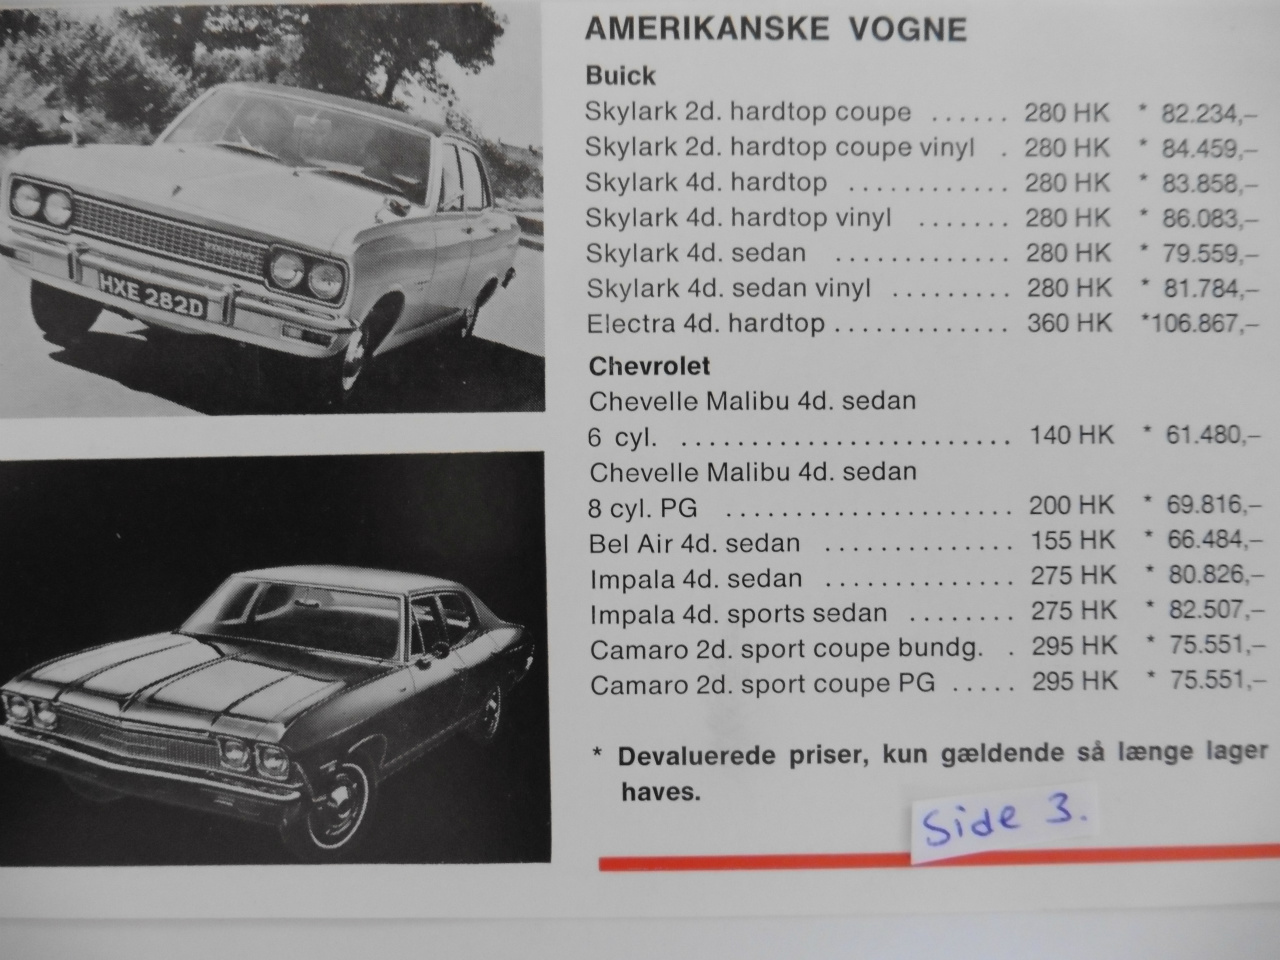 AMERIKANSKE VOGNE
Buick
Skylark 2d. hardtop coupe ...... 280 HK * 82.234,–
Skylark 2d. hardtop coupe vinyl . 280 HK * 84.459,–
Skylark 4d. hardtop ............ 280 HK * 83.858,–
Skylark 4d. hardtop vinyl ....... 280 HK * 86.083,–
Skylark 4d. sedan ............. 280 HK * 79.559,–
Skylark 4d. sedan vinyl ......... 280 HK * 81.784,–
Electra 4d. hardtop ............. 360 HK *106.867,–
Chevrolet
Chevelle Malibu 4d. sedan
6 cyl. ........................ 140 HK * 61.480,–
Chevelle Malibu 4d. sedan
8 cyl. PG ..................... 200 HK * 69.816,–
Bel Air 4d. sedan .............. 155 HK * 66.484,–
Impala 4d. sedan .............. 275 HK * 80.826,–
Impala 4d. sports sedan ........ 275 HK * 82.507,–
Camaro 2d. sport coupe bundg. . 295 HK * 75.551,–
Camaro 2d. sport coupe PG ..... 295 HK * 75.551,–
* Devaluerede priser, kun gældende så længe lager
haves.
Side 3.
HXE 282D